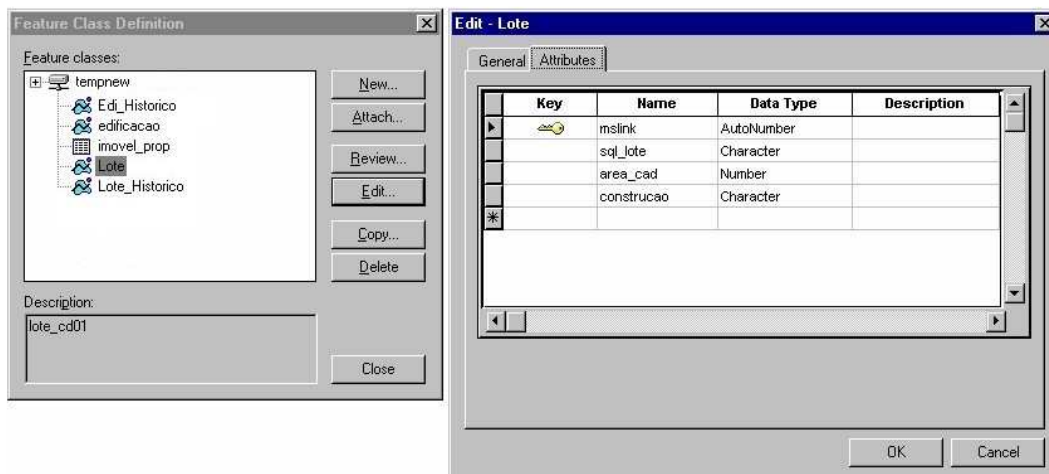 Feature Class Definition
Feature classes:
tempnew
Edi_Historico
edificacao
imovel_prop
Lote
Lote_Historico
New...
Attach...
Review...
Edit...
Copy...
Delete
Description:
lote_cd01
Close
Edit - Lote
General Attributes
Key Name Data Type Description
mslink AutoNumber
sql_lote Character
area_cad Number
construcao Character
OK Cancel